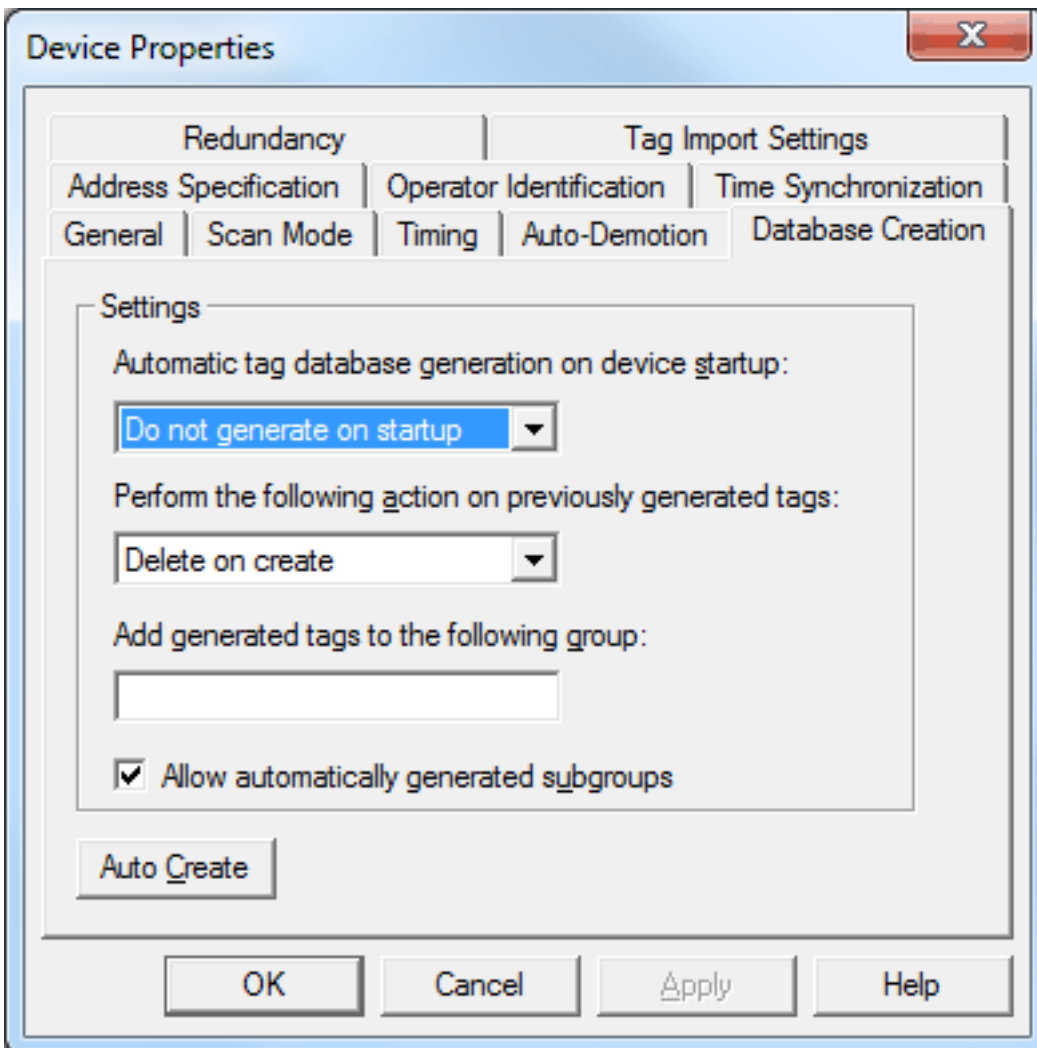 Device Properties
Redundancy Tag Import Settings
Address Specification Operator Identification Time Synchronization
General Scan Mode Timing Auto-Demotion Database Creation
Settings
Automatic tag database generation on device startup:
Do not generate on startup
Perform the following action on previously generated tags:
Delete on create
Add generated tags to the following group:
Allow automatically generated subgroups
Auto Create
OK Cancel Apply Help